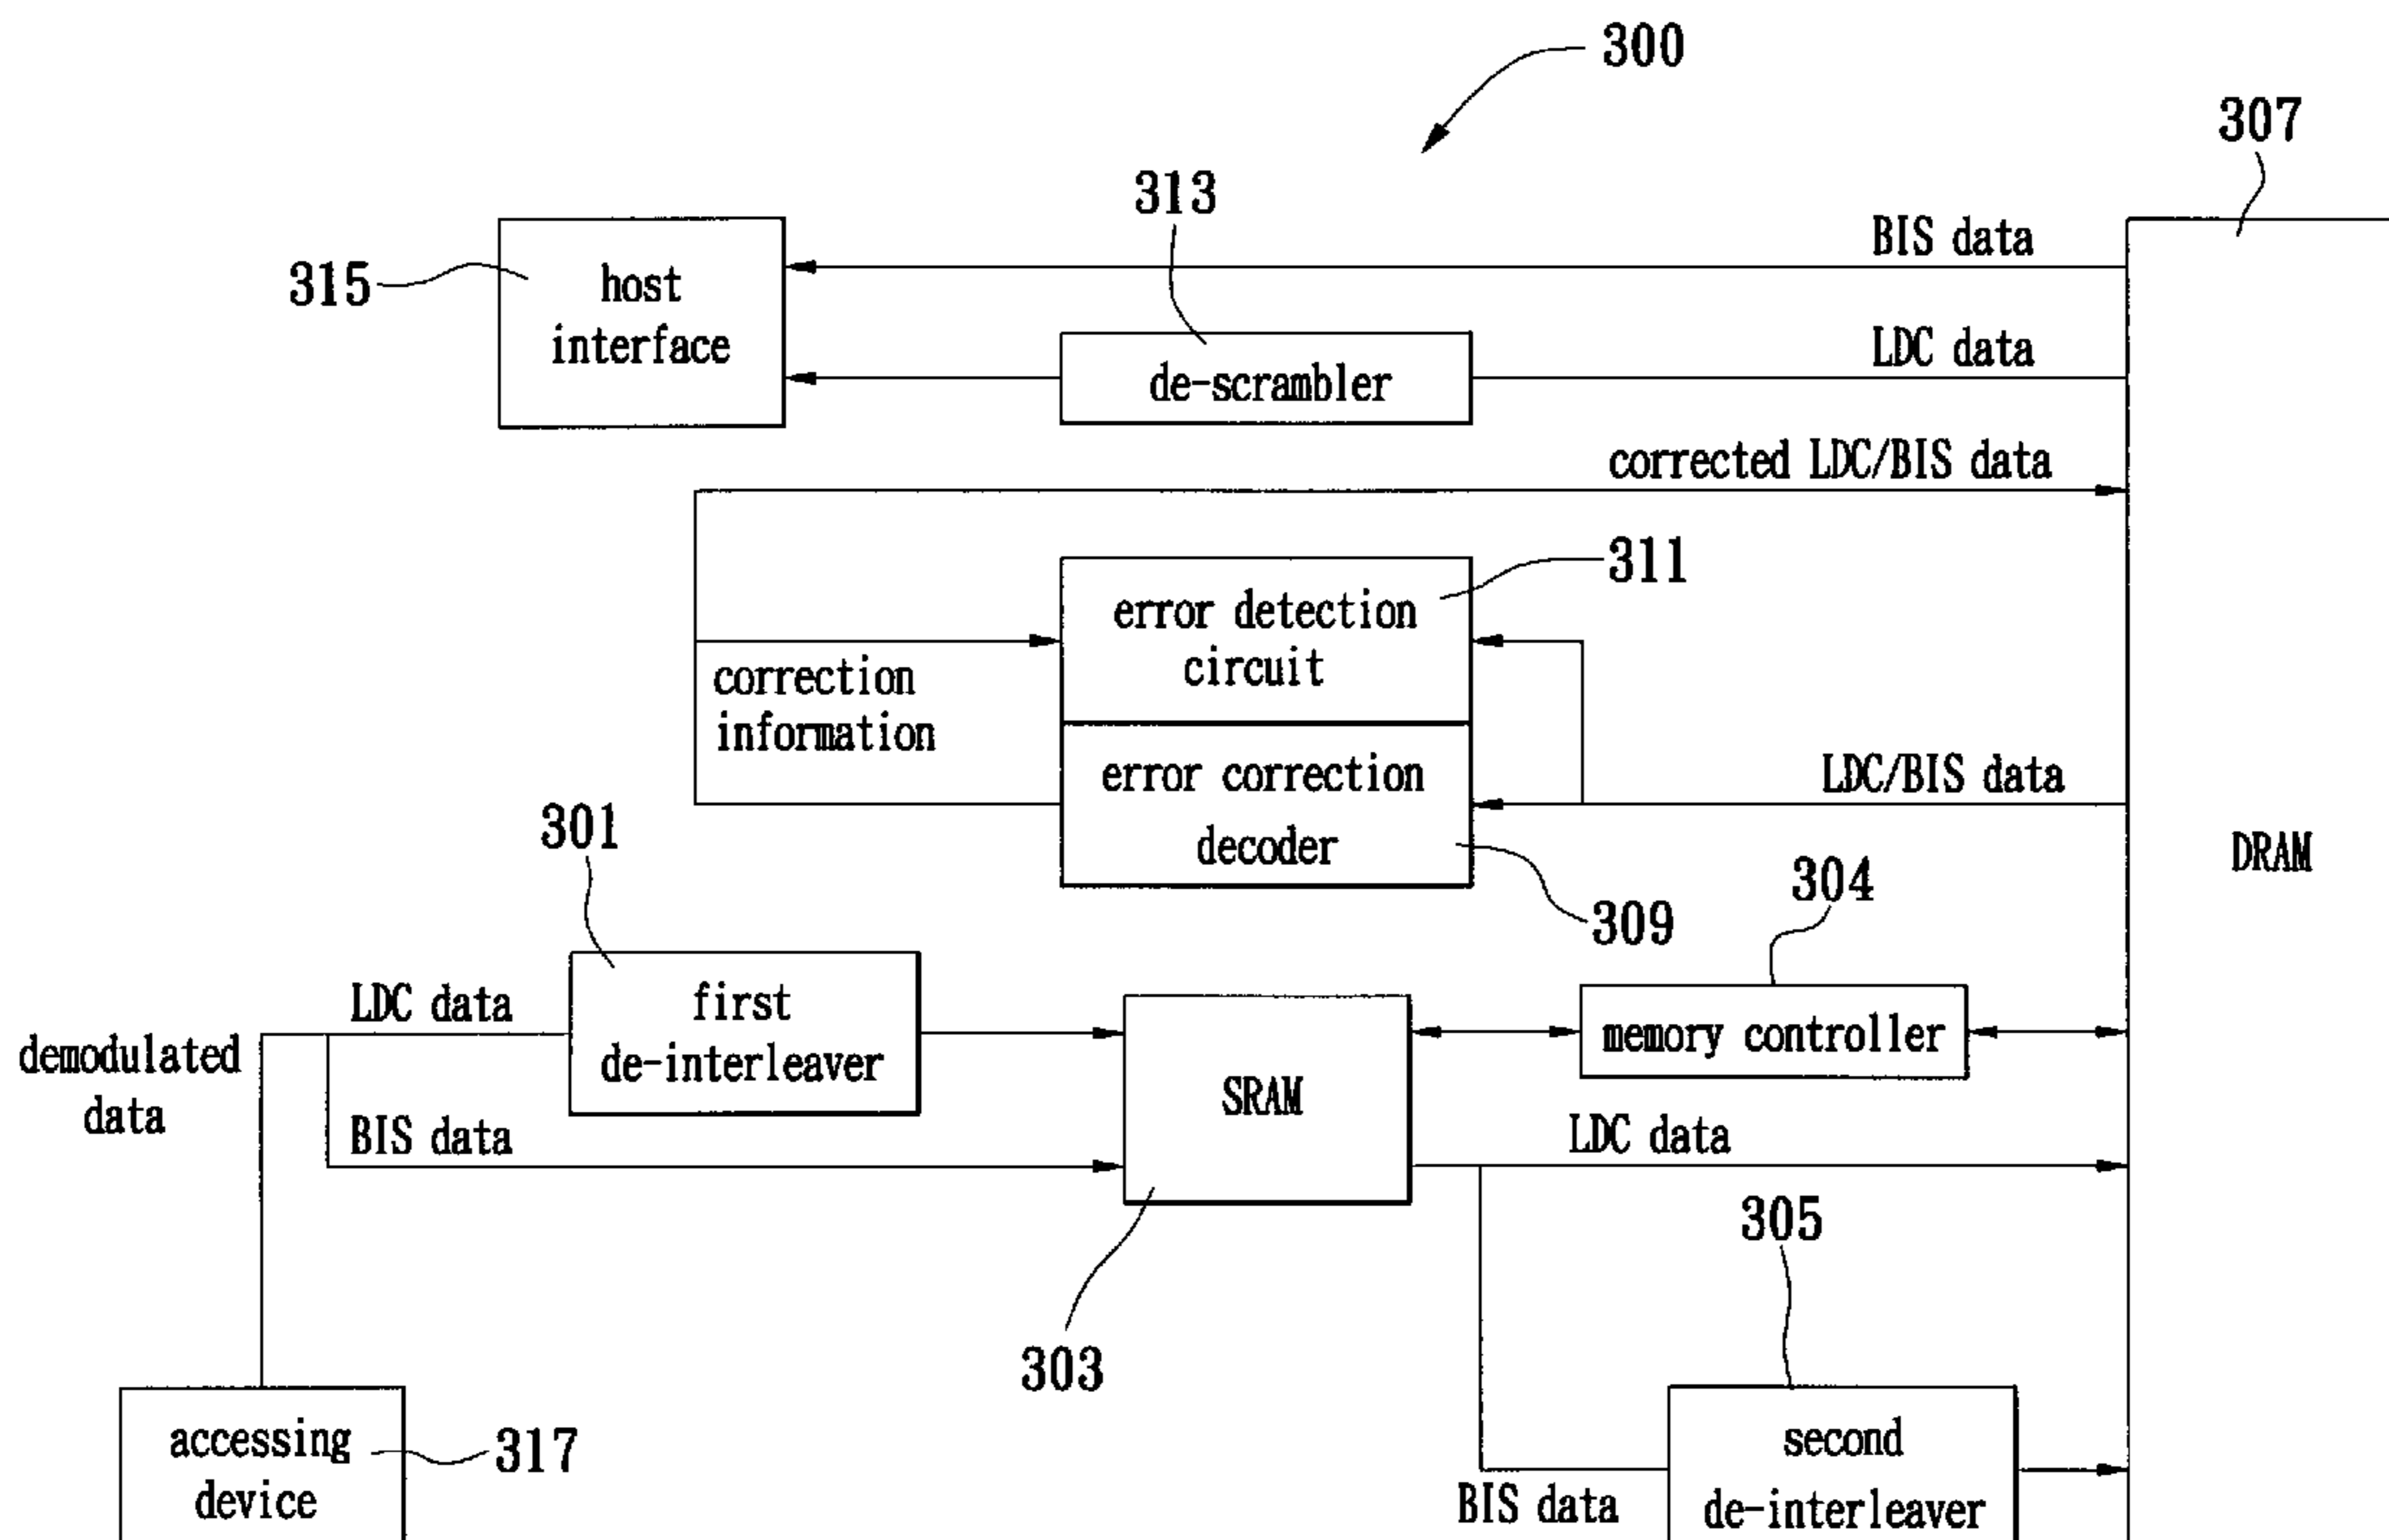 300
307
313
BIS data
315
host
interface
LDC data
de-scrambler
corrected LDC/BIS data
311
error detection
circuit
correction
information
error correction
decoder
LDC/BIS data
301
DRAM
304
309
LDC data
first
de-interleaver
memory controller
demodulated
data
SRAM
BIS data
LDC data
305
303
accessing
device
317
second
de-interleaver
BIS data